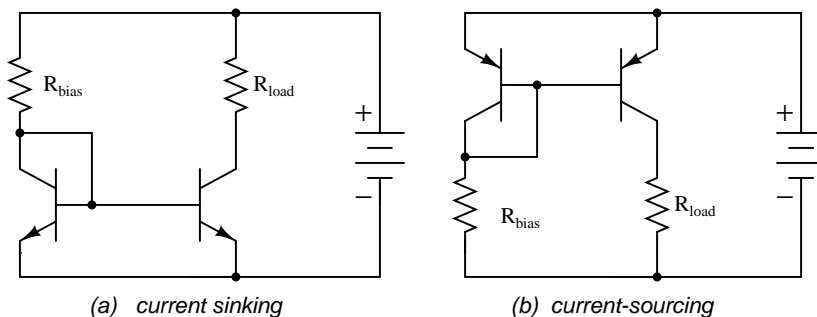 R_bias
R_load
+
−
(a) current sinking
+
−
R_bias
R_load
(b) current-sourcing